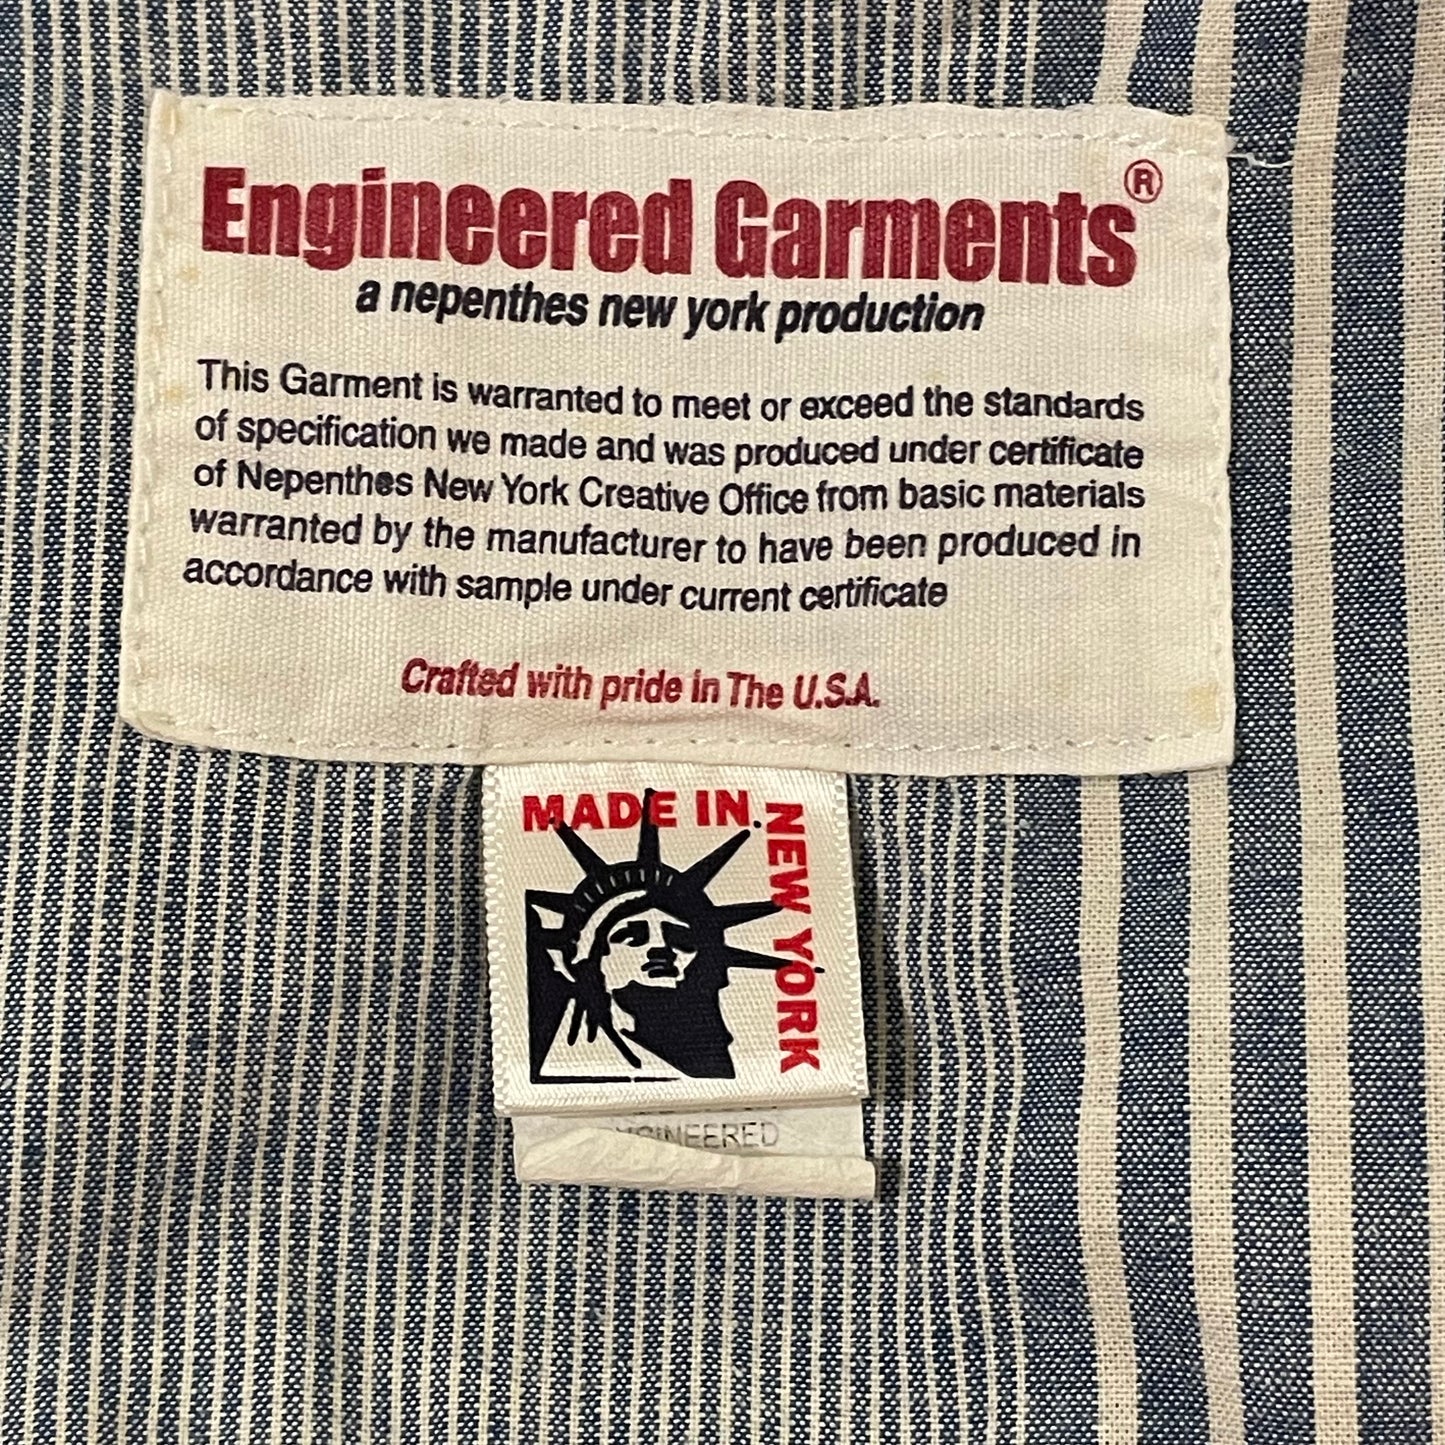 Engineered Garments®
a nepenthes new york production
This Garment is warranted to meet or exceed the standards
of specification we made and was produced under certificate
of Nepenthes New York Creative Office from basic materials
warranted by the manufacturer to have been produced in
accordance with sample under current certificate
Crafted with pride in The U.S.A.
MADE IN
NEW YORK